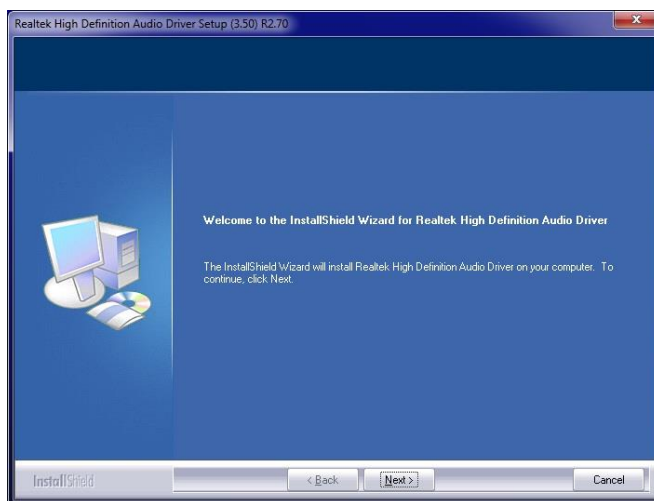 Realtek High Definition Audio Driver Setup (3.50) R2.70
Welcome to the InstallShield Wizard for Realtek High Definition Audio Driver
The InstallShield Wizard will install Realtek High Definition Audio Driver on your computer. To
continue, click Next.
InstallShield
< Back
Next >
Cancel